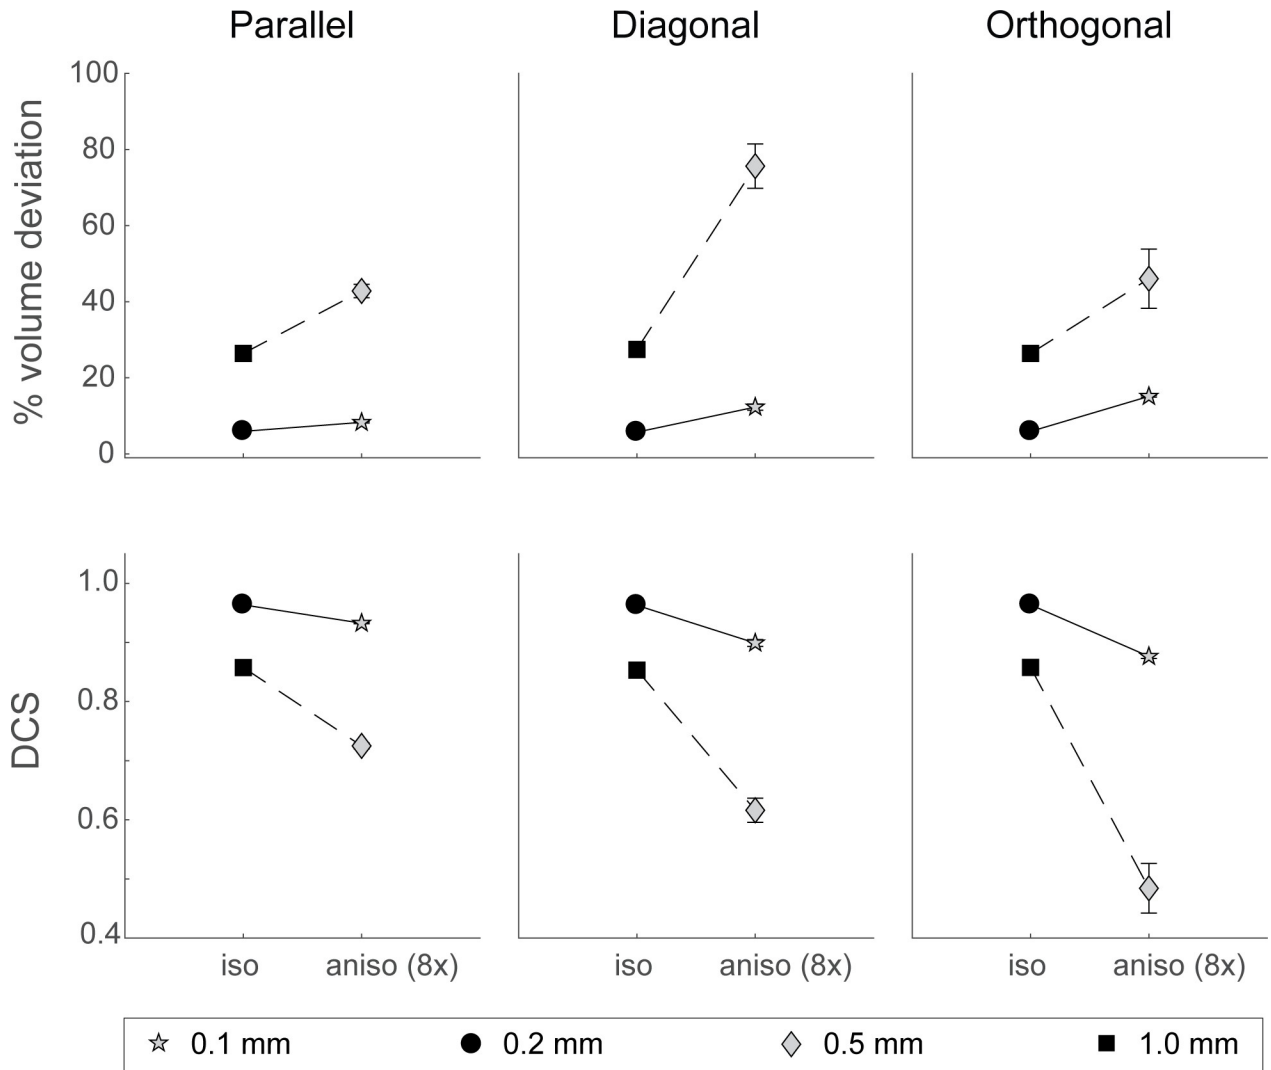 Parallel Diagonal Orthogonal
% volume deviation
100
80
60
40
20
0
DCS
1.0
0.8
0.6
0.4
iso aniso (8x) iso aniso (8x) iso aniso (8x)
0.1 mm 0.2 mm 0.5 mm 1.0 mm